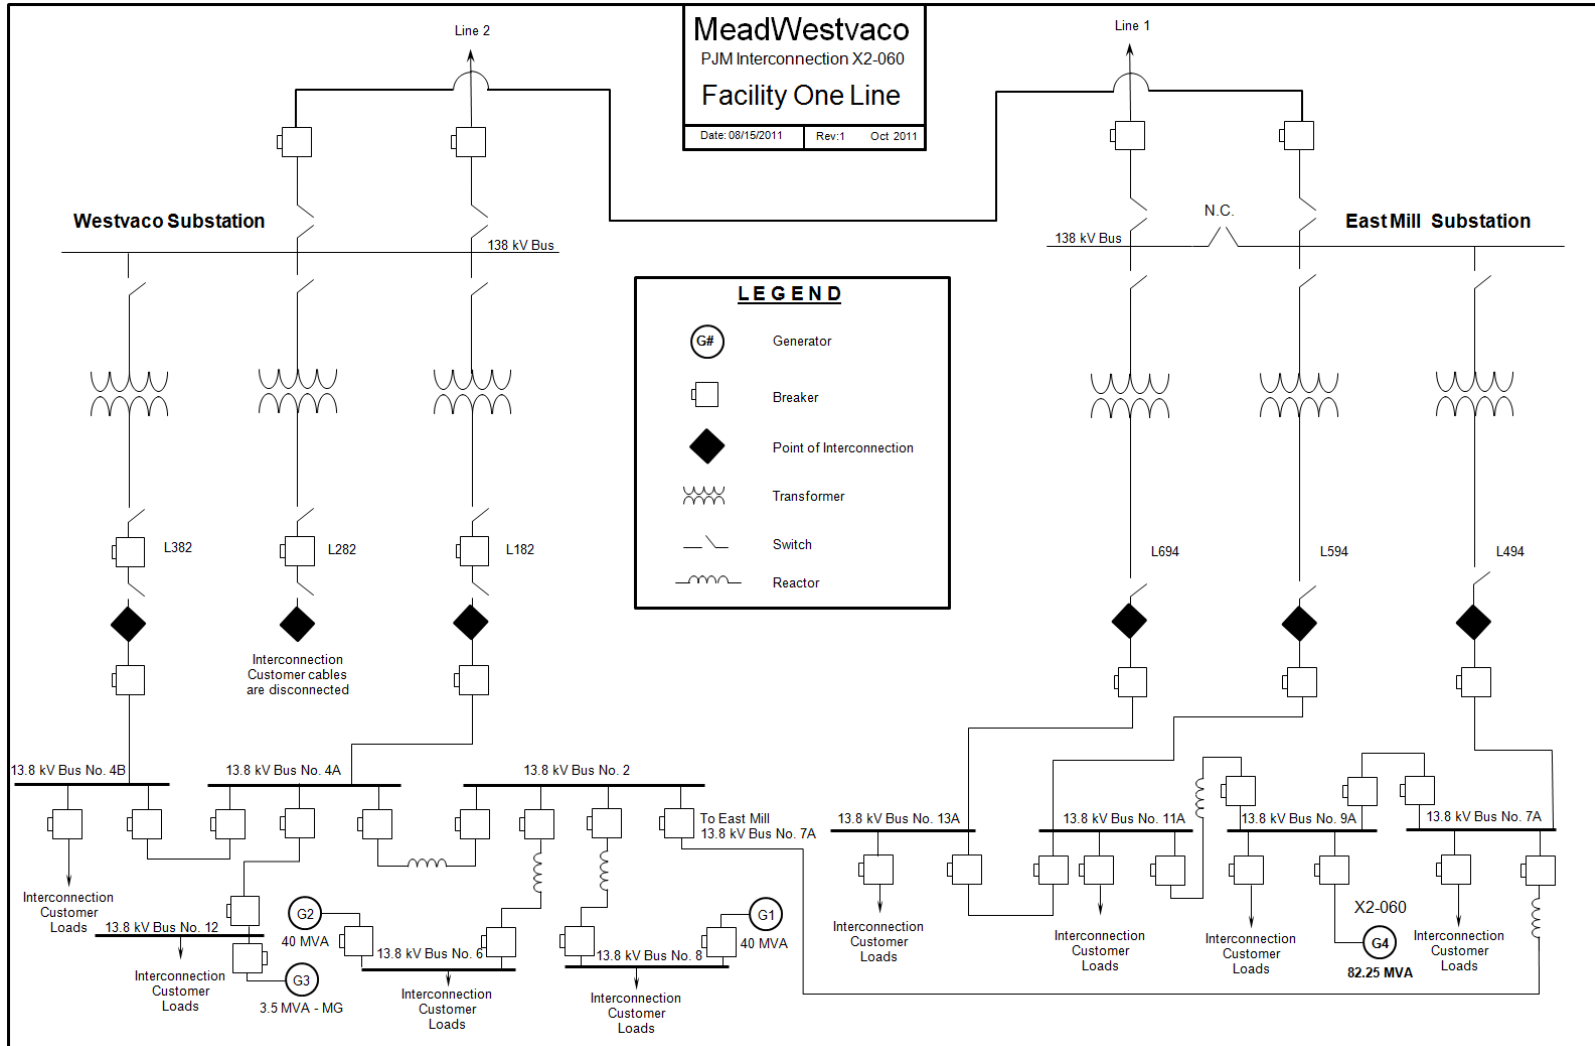 MeadWestvaco
PJM Interconnection X2-060
Facility One Line
Date: 08/15/2011
Rev:1
Oct 2011
Line 2
Line 1
Westvaco Substation
138 kV Bus
138 kV Bus
N.C.
East Mill Substation
LEGEND
G#
Generator
Breaker
Point of Interconnection
Transformer
Switch
Reactor
L382
L282
L182
L694
L594
L494
Interconnection
Customer cables
are disconnected
13.8 kV Bus No. 4B
13.8 kV Bus No. 4A
13.8 kV Bus No. 2
To East Mill
13.8 kV Bus No. 7A
13.8 kV Bus No. 13A
13.8 kV Bus No. 11A
13.8 kV Bus No. 9A
13.8 kV Bus No. 7A
Interconnection
Customer
Loads
13.8 kV Bus No. 12
Interconnection
Customer
Loads
G3
3.5 MVA - MG
G2
40 MVA
13.8 kV Bus No. 6
Interconnection
Customer
Loads
G1
40 MVA
13.8 kV Bus No. 8
Interconnection
Customer
Loads
Interconnection
Customer
Loads
Interconnection
Customer
Loads
Interconnection
Customer
Loads
X2-060
G4
82.25 MVA
Interconnection
Customer
Loads